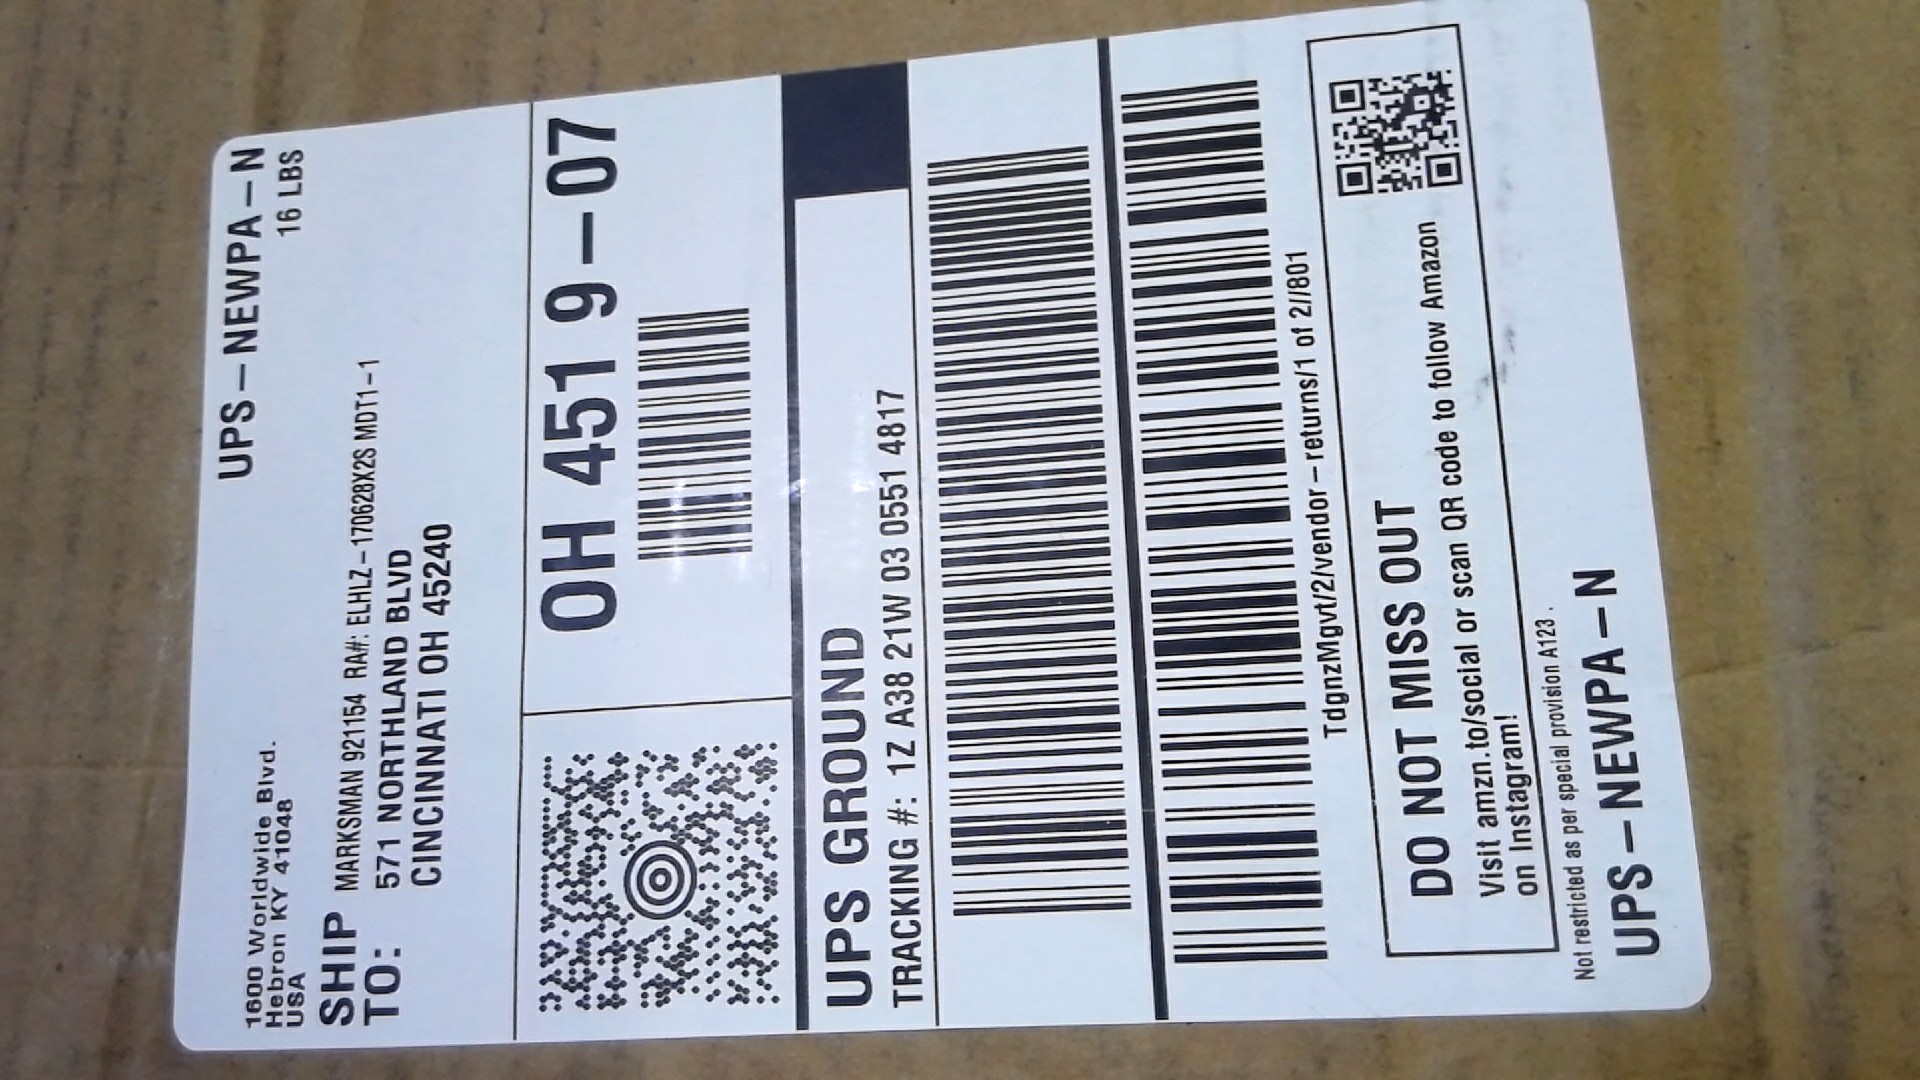 UPS-NEWPA-N
16 LBS
1600 Worldwide Blvd.
Hebron KY 41048
USA
SHIP TO:
MARKSMAN 921154 RA#: ELHLZ-170628X2S MDT1-1
571 NORTHLAND BLVD
CINCINNATI OH 45240
OH 451 9-07
UPS GROUND
TRACKING #: 1Z A38 21W 03 0551 4817
TdgnzMgvt/2/vendor-returns/1 of 2//801
DO NOT MISS OUT
Visit amzn.to/social or scan QR code to follow Amazon
on Instagram!
Not restricted as per special provision A123 .
UPS-NEWPA-N